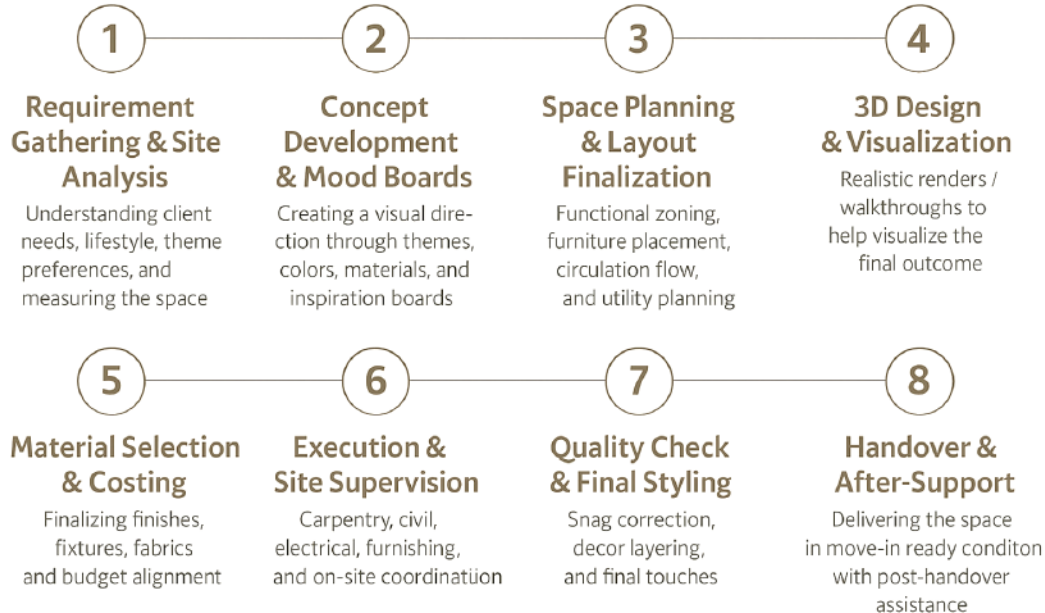 1
Requirement
Gathering & Site
Analysis
Understanding client
needs, lifestyle, theme
preferences, and
measuring the space
2
Concept
Development
& Mood Boards
Creating a visual dire-
ction through themes,
colors, materials, and
inspiration boards
3
Space Planning
& Layout
Finalization
Functional zoning,
furniture placement,
circulation flow,
and utility planning
4
3D Design
& Visualization
Realistic renders /
walkthroughs to
help visualize the
final outcome
5
Material Selection
& Costing
Finalizing finishes,
fixtures, fabrics
and budget alignment
6
Execution &
Site Supervision
Carpentry, civil,
electrical, furnishing,
and on-site coordinatüon
7
Quality Check
& Final Styling
Snag correction,
decor layering,
and final touches
8
Handover &
After-Support
Delivering the space
in move-in ready conditon
with post-handover
assistance